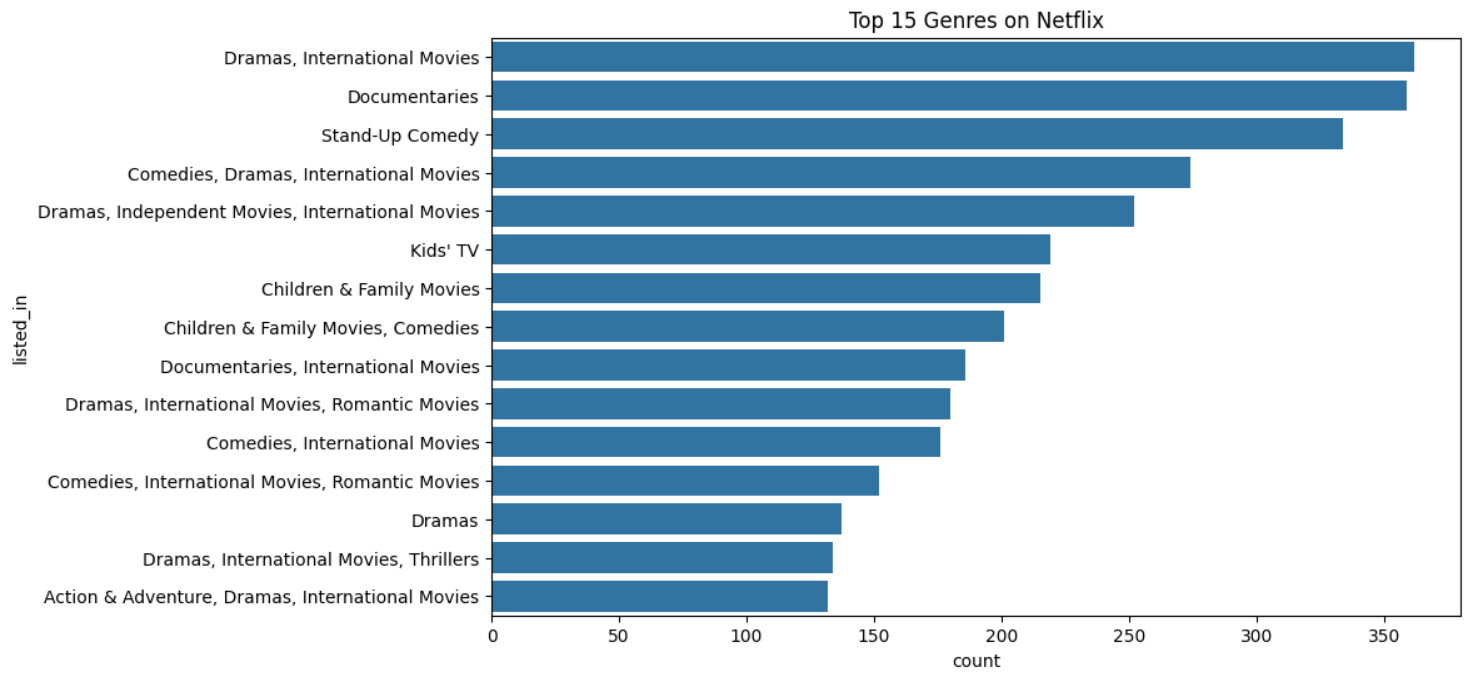 Top 15 Genres on Netflix
Dramas, International Movies
Documentaries
Stand-Up Comedy
Comedies, Dramas, International Movies
Dramas, Independent Movies, International Movies
Kids' TV
Children & Family Movies
Children & Family Movies, Comedies
Documentaries, International Movies
Dramas, International Movies, Romantic Movies
Comedies, International Movies
Comedies, International Movies, Romantic Movies
Dramas
Dramas, International Movies, Thrillers
Action & Adventure, Dramas, International Movies
listed_in
0 50 100 150 200 250 300 350
count